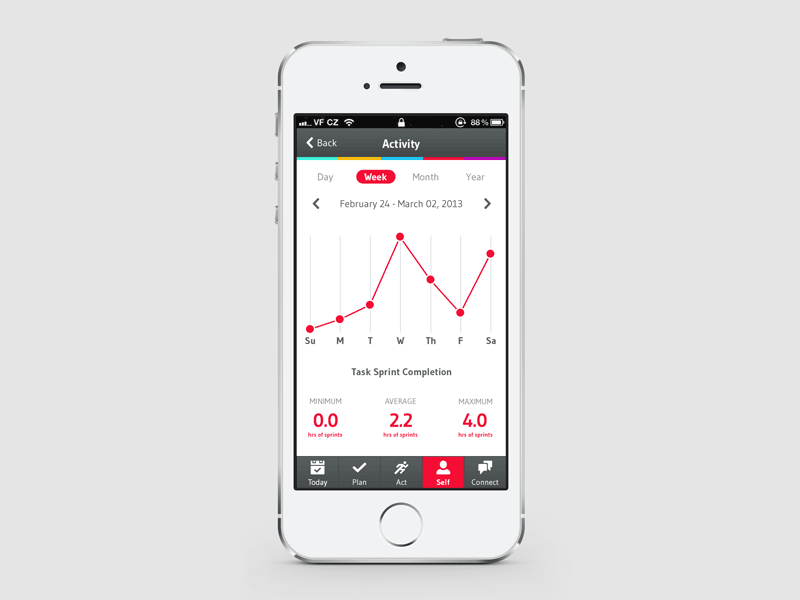 VF CZ 88 %
Back Activity
Day Week Month Year
February 24 - March 02, 2013
Su M T W Th F Sa
Task Sprint Completion
MINIMUM AVERAGE MAXIMUM
0.0 2.2 4.0
hrs of sprints hrs of sprints hrs of sprints
Today Plan Act Self Connect